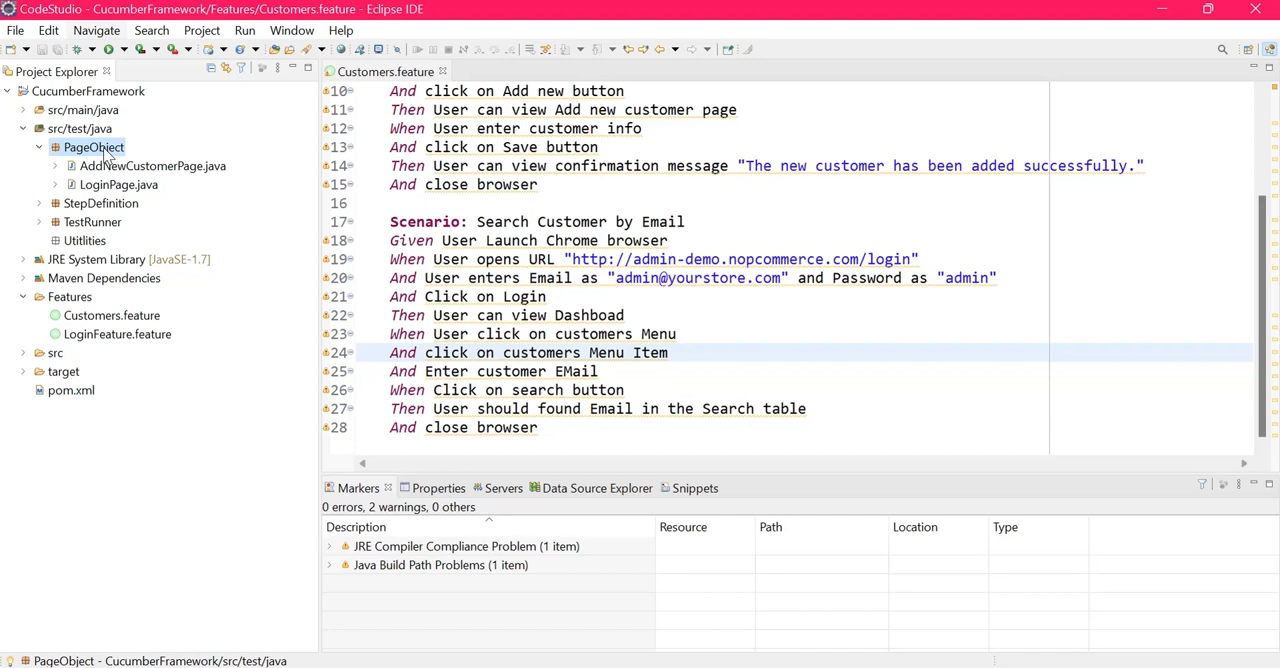 CodeStudio - CucumberFramework/Features/Customers.feature - Eclipse IDE
File Edit Navigate Search Project Run Window Help
Project Explorer
CucumberFramework
src/main/java
src/test/java
PageObject
AddNewCustomerPage.java
LoginPage.java
StepDefinition
TestRunner
Utitlities
JRE System Library [JavaSE-1.7]
Maven Dependencies
Features
Customers.feature
LoginFeature.feature
src
target
pom.xml
Customers.feature
10 And click on Add new button
11 Then User can view Add new customer page
12 When User enter customer info
13 And click on Save button
14 Then User can view confirmation message "The new customer has been added successfully."
15 And close browser
16
17 Scenario: Search Customer by Email
18 Given User Launch Chrome browser
19 When User opens URL "http://admin-demo.nopcommerce.com/login"
20 And User enters Email as "admin@yourstore.com" and Password as "admin"
21 And Click on Login
22 Then User can view Dashboad
23 When User click on customers Menu
24 And click on customers Menu Item
25 And Enter customer EMail
26 When Click on search button
27 Then User should found Email in the Search table
28 And close browser
Markers Properties Servers Data Source Explorer Snippets
0 errors, 2 warnings, 0 others
Description Resource Path Location Type
JRE Compiler Compliance Problem (1 item)
Java Build Path Problems (1 item)
PageObject - CucumberFramework/src/test/java